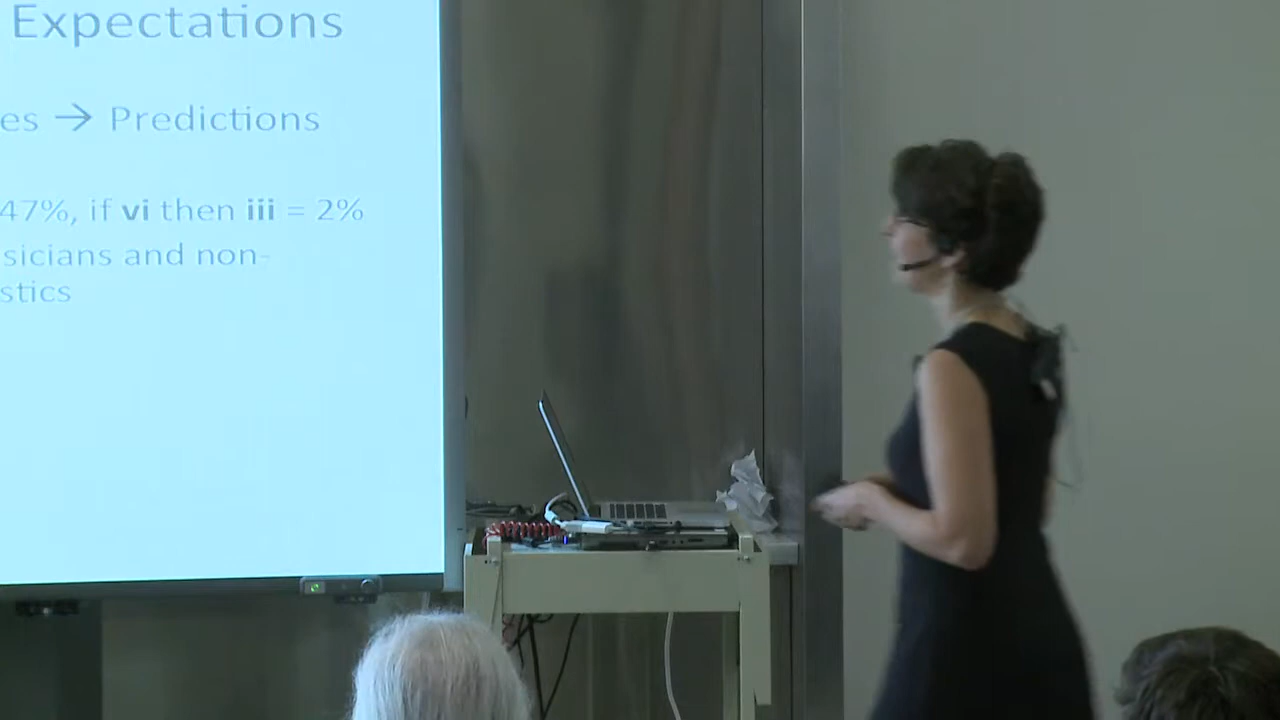 Expectations
es → Predictions
47%, if vi then iii = 2%
sicians and non-
stics